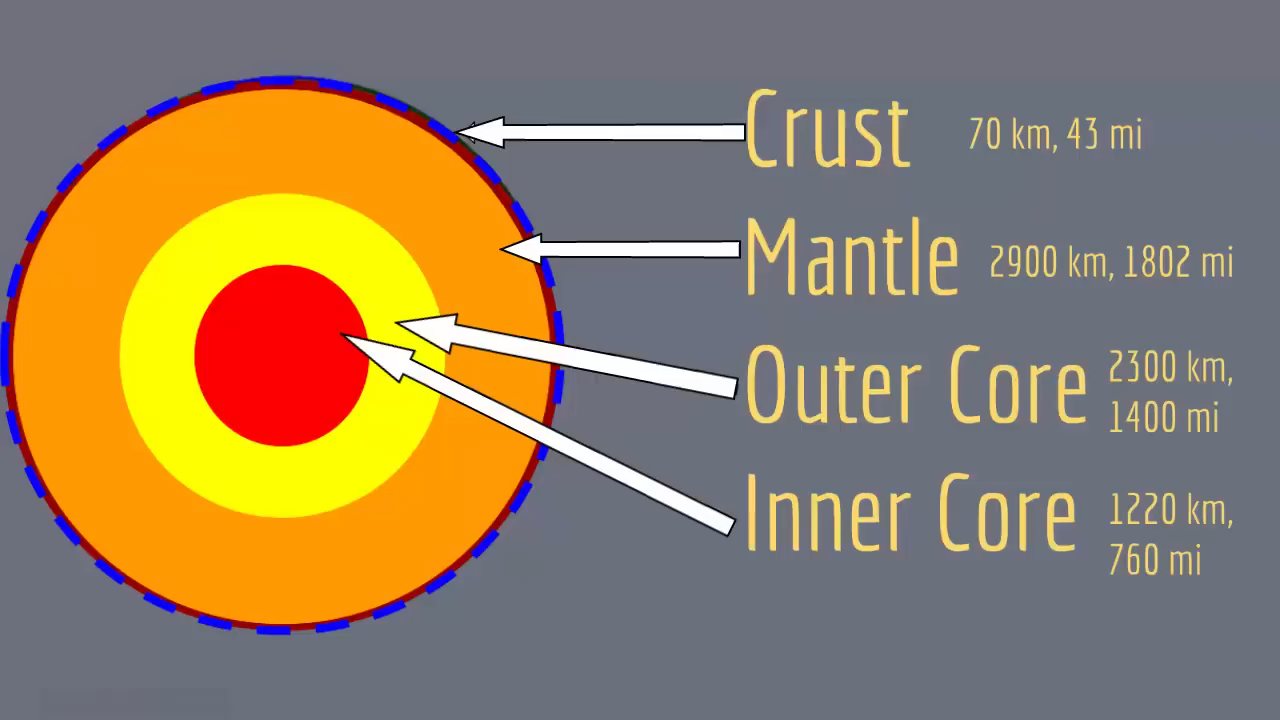 Crust 70 km, 43 mi
Mantle 2900 km, 1802 mi
Outer Core 2300 km,
1400 mi
Inner Core 1220 km,
760 mi